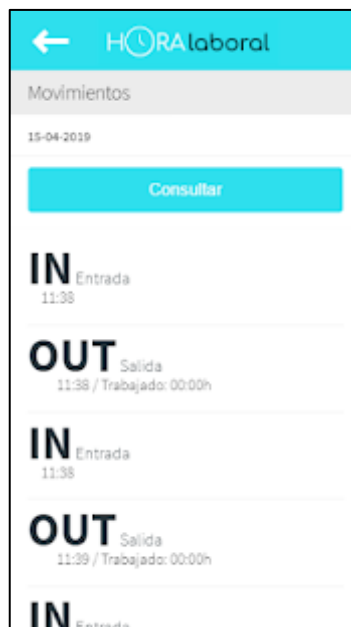 HORAlaboral
Movimientos
15-04-2019
Consultar
IN Entrada
11:38
OUT Salida
11:38 / Trabajado: 00:00h
IN Entrada
11:38
OUT Salida
11:39 / Trabajado: 00:00h
IN Entrada